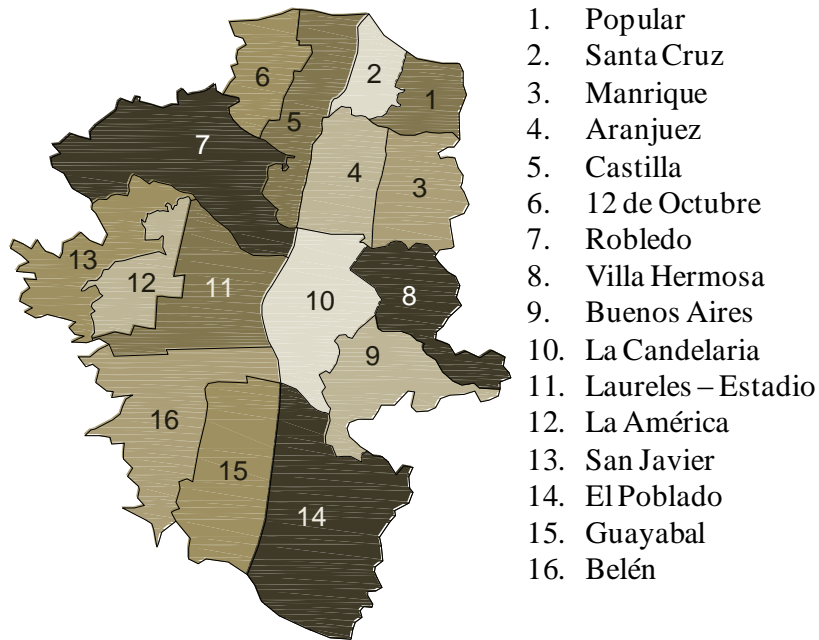 1. Popular
2. Santa Cruz
3. Manrique
4. Aranjuez
5. Castilla
6. 12 de Octubre
7. Robledo
8. Villa Hermosa
9. Buenos Aires
10. La Candelaria
11. Laureles – Estadio
12. La América
13. San Javier
14. El Poblado
15. Guayabal
16. Belén
6
2
1
5
7
4
3
13
12
11
10
8
9
16
15
14